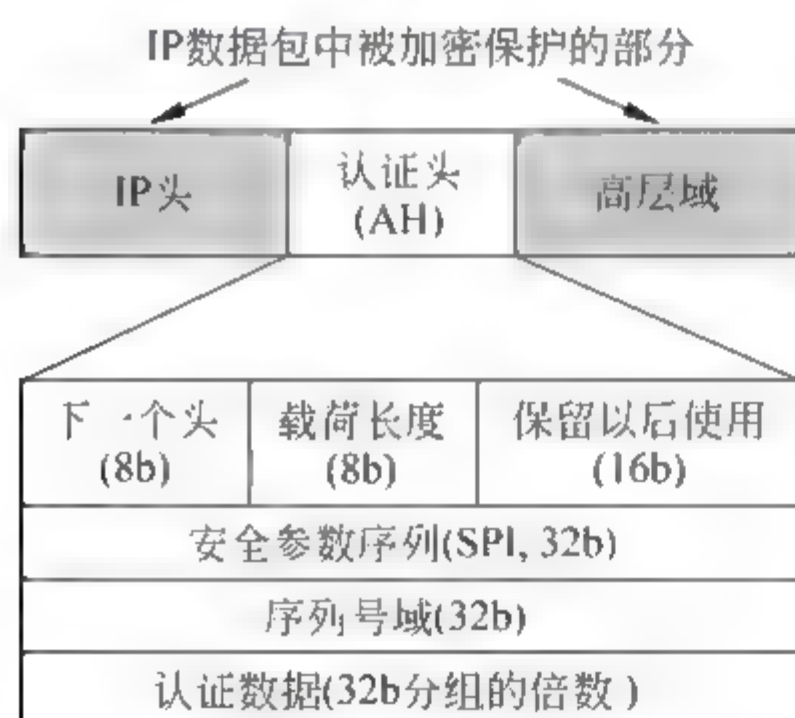 IP数据包中被加密保护的部分
IP头
认证头
(AH)
高层域
下一个头
(8b)
载荷长度
(8b)
保留以后使用
(16b)
安全参数序列(SPI, 32b)
序列号域(32b)
认证数据(32b分组的倍数)